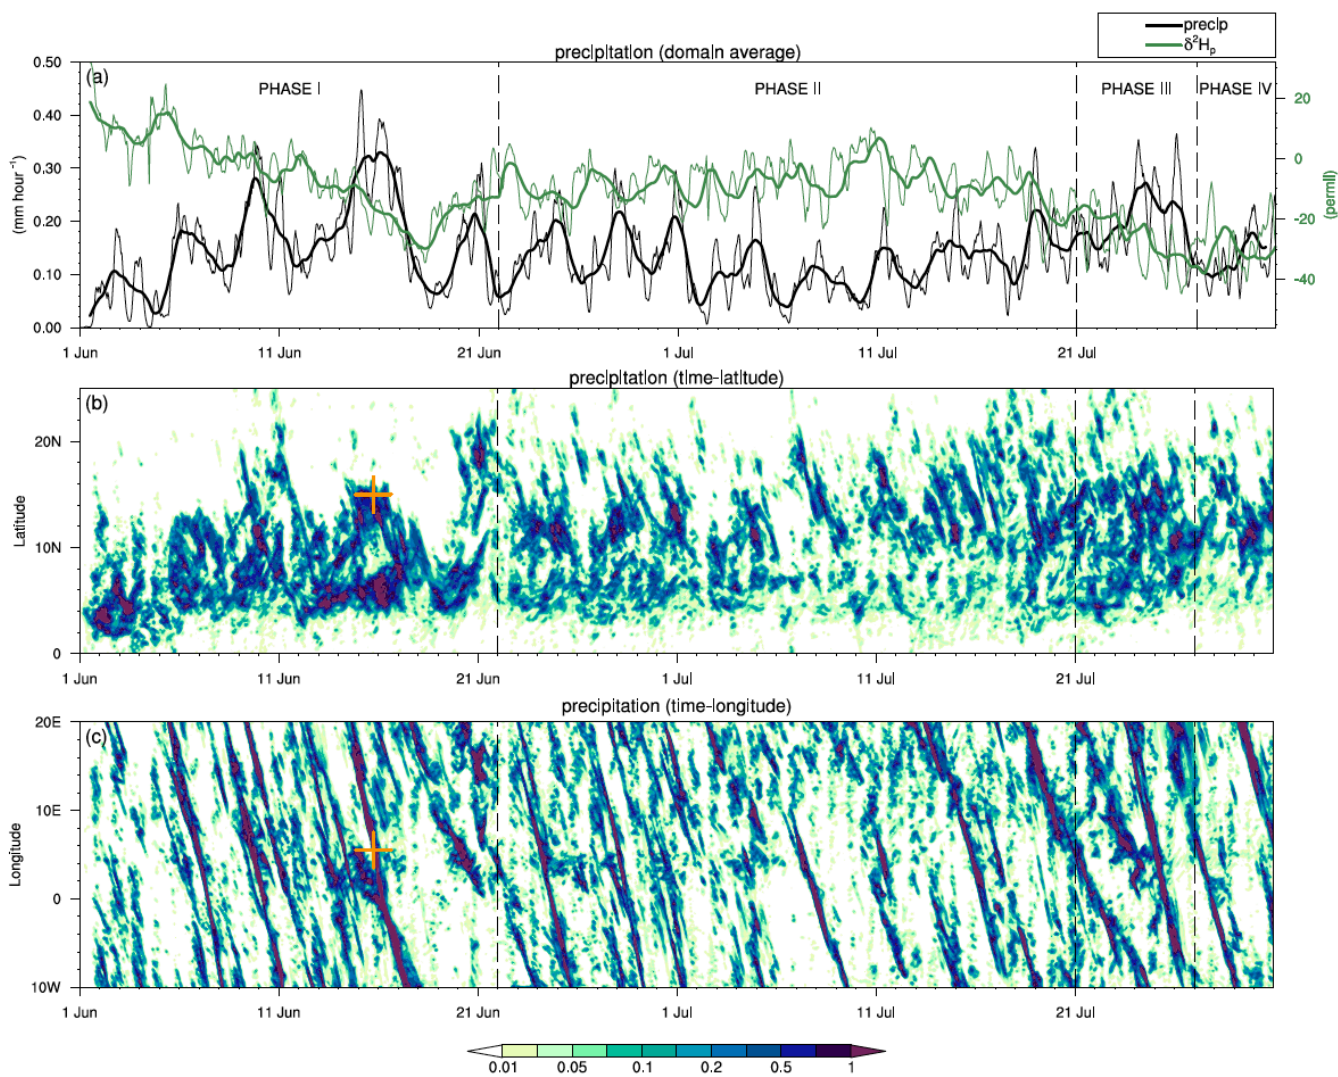 precip
δ²Hₚ
precipitation (domain average)
(a)
PHASE I
PHASE II
PHASE III
PHASE IV
0.50
0.40
0.30
0.20
0.10
0.00
(mm hour⁻¹)
20
0
-20
-40
(permil)
1 Jun
11 Jun
21 Jun
1 Jul
11 Jul
21 Jul
precipitation (time-latitude)
(b)
20N
10N
0
Latitude
1 Jun
11 Jun
21 Jun
1 Jul
11 Jul
21 Jul
precipitation (time-longitude)
(c)
20E
10E
0
10W
Longitude
1 Jun
11 Jun
21 Jun
1 Jul
11 Jul
21 Jul
0.01
0.05
0.1
0.2
0.5
1